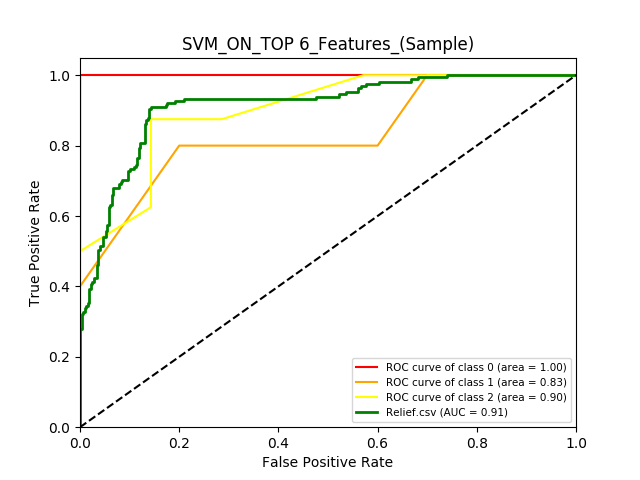 SVM_ON_TOP 6_Features_(Sample)
True Positive Rate
1.0
0.8
0.6
0.4
0.2
0.0
0.0 0.2 0.4 0.6 0.8 1.0
False Positive Rate
ROC curve of class 0 (area = 1.00)
ROC curve of class 1 (area = 0.83)
ROC curve of class 2 (area = 0.90)
Relief.csv (AUC = 0.91)